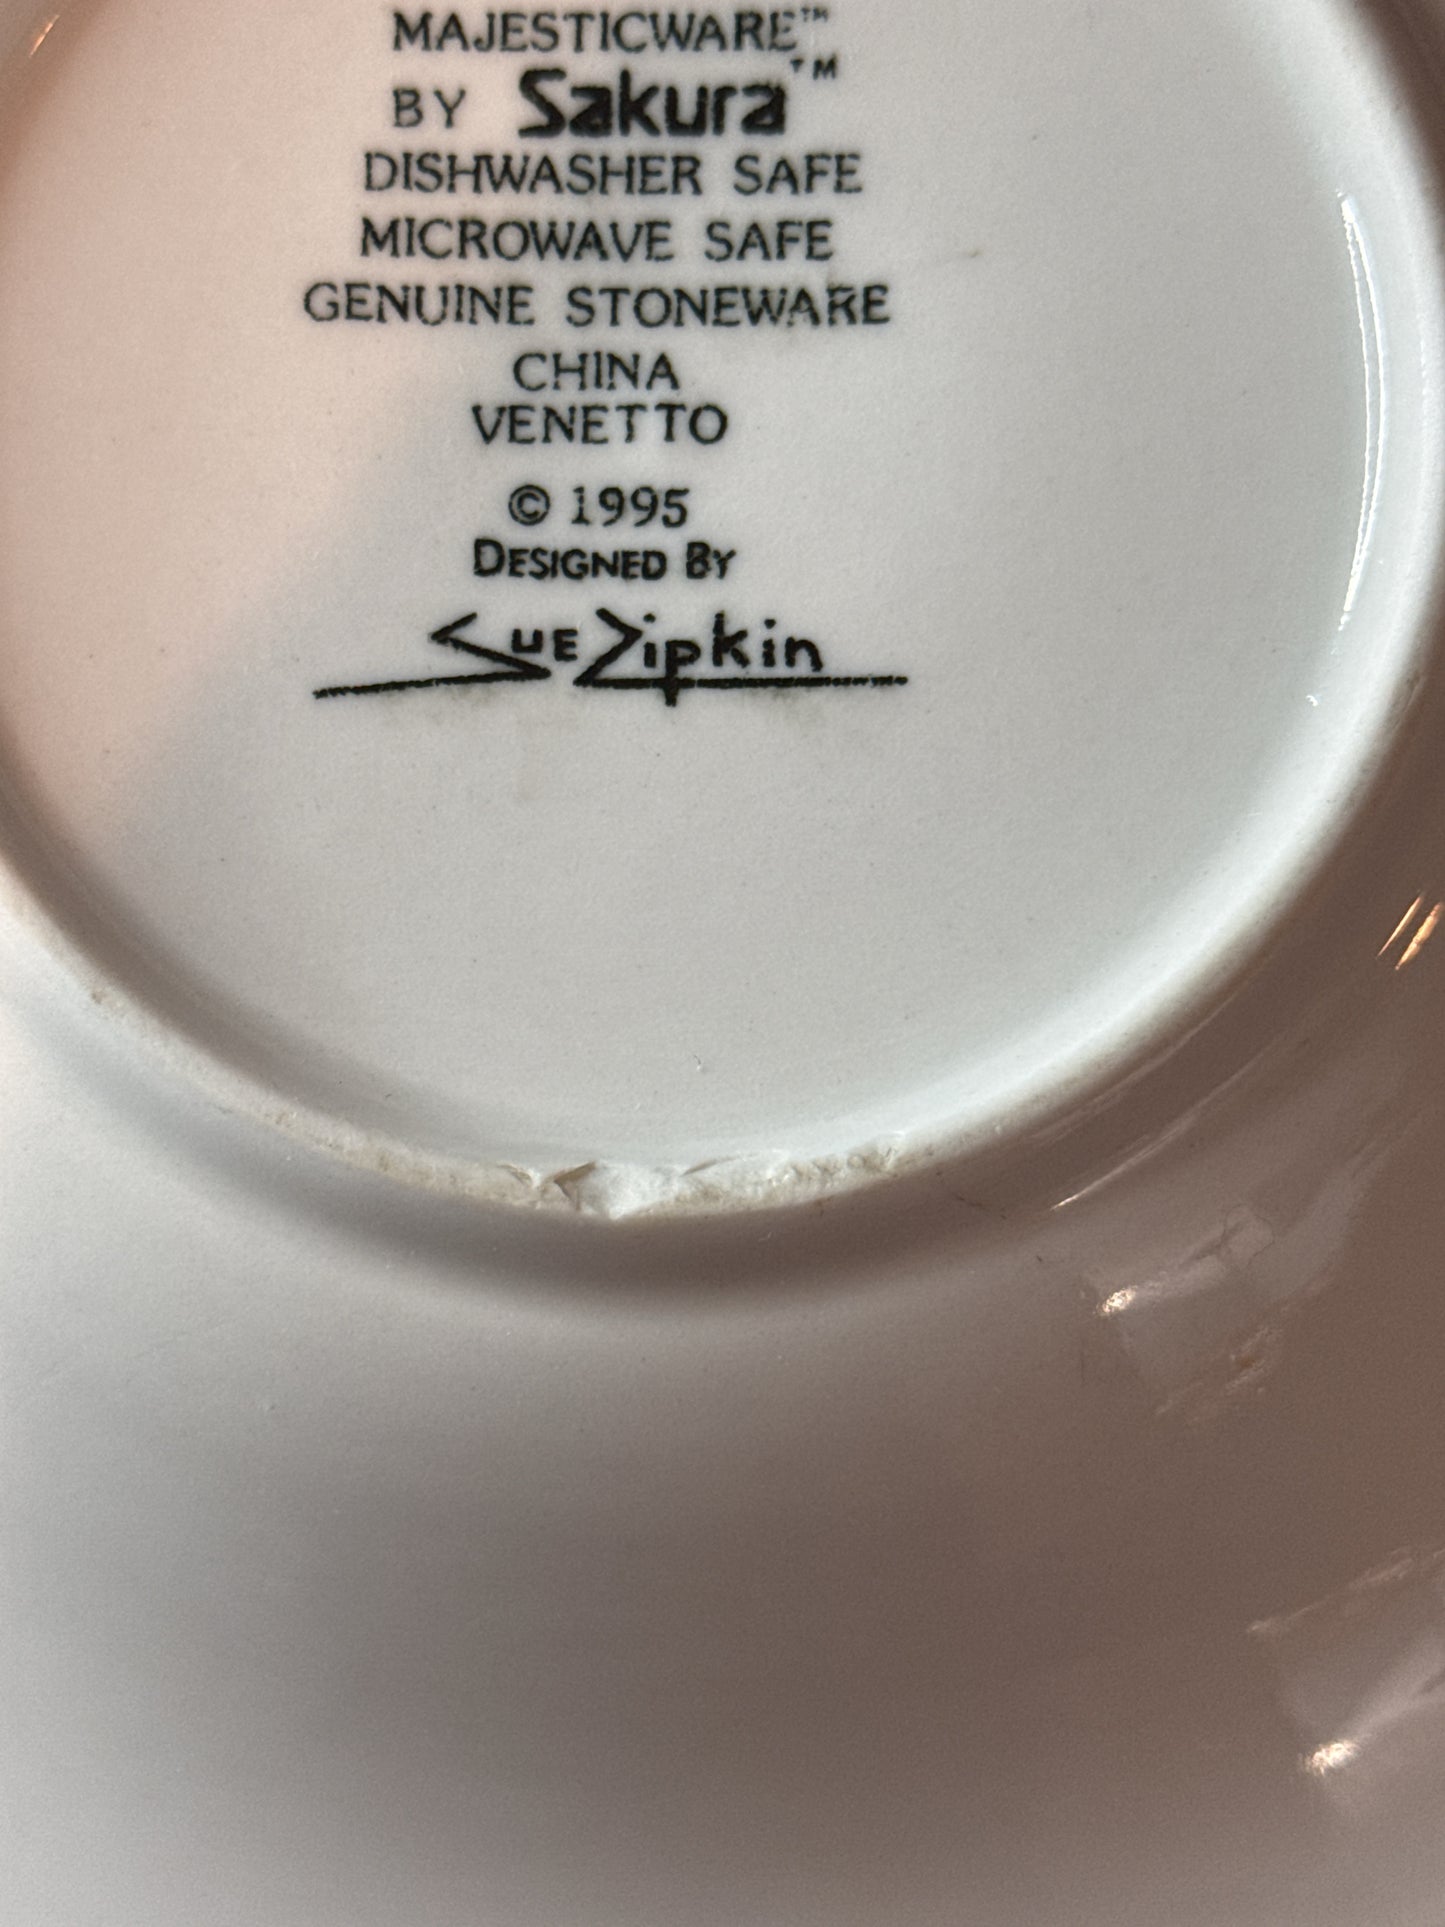 MAJESTICWARE™
BY Sakura™
DISHWASHER SAFE
MICROWAVE SAFE
GENUINE STONEWARE
CHINA
VENETTO
© 1995
DESIGNED BY
SUE Zipkin